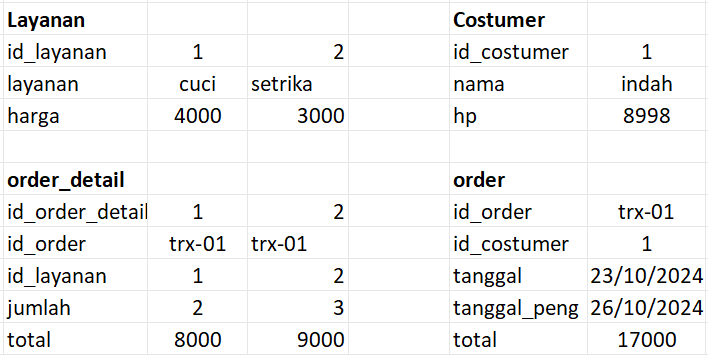 Layanan Costumer
id_layanan 1 2 id_costumer 1
layanan cuci setrika nama indah
harga 4000 3000 hp 8998
order_detail order
id_order_detail 1 2 id_order trx-01
id_order trx-01 trx-01 id_costumer 1
id_layanan 1 2 tanggal 23/10/2024
jumlah 2 3 tanggal_peng 26/10/2024
total 8000 9000 total 17000